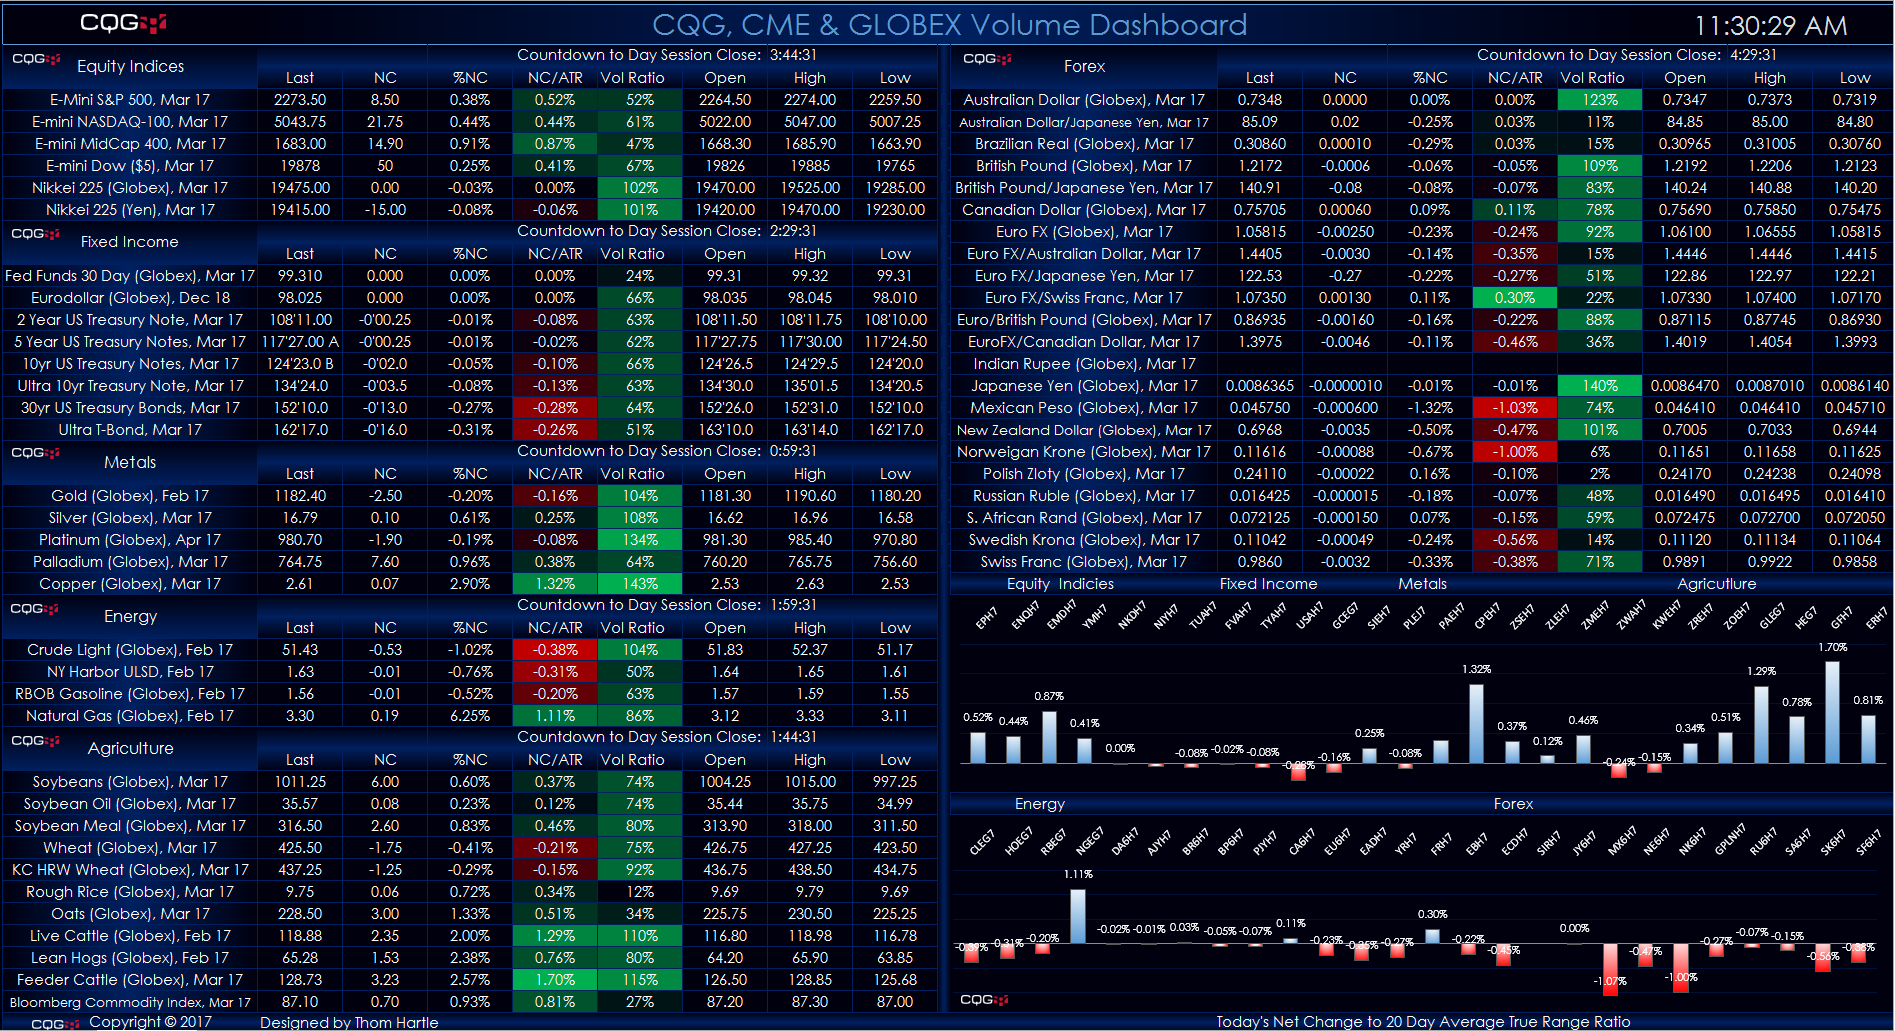 CQG
CQG, CME & GLOBEX Volume Dashboard
11:30:29 AM
CQG Equity Indices Countdown to Day Session Close: 3:44:31
Last NC %NC NC/ATR Vol Ratio Open High Low
E-Mini S&P 500, Mar 17 2273.50 8.50 0.38% 0.52% 52% 2264.50 2274.00 2259.50
E-mini NASDAQ-100, Mar 17 5043.75 21.75 0.44% 0.44% 61% 5022.00 5047.00 5007.25
E-mini MidCap 400, Mar 17 1683.00 14.90 0.91% 0.87% 47% 1668.30 1685.90 1663.90
E-mini Dow ($5), Mar 17 19878 50 0.25% 0.41% 67% 19826 19885 19765
Nikkei 225 (Globex), Mar 17 19475.00 0.00 -0.03% 0.00% 102% 19470.00 19525.00 19285.00
Nikkei 225 (Yen), Mar 17 19415.00 -15.00 -0.08% -0.06% 101% 19420.00 19470.00 19230.00
CQG Fixed Income Countdown to Day Session Close: 2:29:31
Last NC %NC NC/ATR Vol Ratio Open High Low
Fed Funds 30 Day (Globex), Mar 17 99.310 0.000 0.00% 0.00% 24% 99.31 99.32 99.31
Eurodollar (Globex), Dec 18 98.025 0.000 0.00% 0.00% 66% 98.035 98.045 98.010
2 Year US Treasury Note, Mar 17 108'11.00 -0'00.25 -0.01% -0.08% 63% 108'11.50 108'11.75 108'10.00
5 Year US Treasury Notes, Mar 17 117'27.00 A -0'00.25 -0.01% -0.02% 62% 117'27.75 117'30.00 117'24.50
10yr US Treasury Notes, Mar 17 124'23.0 B -0'02.0 -0.05% -0.10% 66% 124'26.5 124'29.5 124'20.0
Ultra 10yr Treasury Note, Mar 17 134'24.0 -0'03.5 -0.08% -0.13% 63% 134'30.0 135'01.5 134'20.5
30yr US Treasury Bonds, Mar 17 152'10.0 -0'13.0 -0.27% -0.28% 64% 152'26.0 152'31.0 152'10.0
Ultra T-Bond, Mar 17 162'17.0 -0'16.0 -0.31% -0.26% 51% 163'10.0 163'14.0 162'17.0
CQG Metals Countdown to Day Session Close: 0:59:31
Last NC %NC NC/ATR Vol Ratio Open High Low
Gold (Globex), Feb 17 1182.40 -2.50 -0.20% -0.16% 104% 1181.30 1190.60 1180.20
Silver (Globex), Mar 17 16.79 0.10 0.61% 0.25% 108% 16.62 16.96 16.58
Platinum (Globex), Apr 17 980.70 -1.90 -0.19% -0.08% 134% 981.30 985.40 970.80
Palladium (Globex), Mar 17 764.75 7.60 0.96% 0.38% 64% 760.20 765.75 756.60
Copper (Globex), Mar 17 2.61 0.07 2.90% 1.32% 143% 2.53 2.63 2.53
CQG Energy Countdown to Day Session Close: 1:59:31
Last NC %NC NC/ATR Vol Ratio Open High Low
Crude Light (Globex), Feb 17 51.43 -0.53 -1.02% -0.38% 104% 51.83 52.37 51.17
NY Harbor ULSD, Feb 17 1.63 -0.01 -0.76% -0.31% 50% 1.64 1.65 1.61
RBOB Gasoline (Globex), Feb 17 1.56 -0.01 -0.52% -0.20% 63% 1.57 1.59 1.55
Natural Gas (Globex), Feb 17 3.30 0.19 6.25% 1.11% 86% 3.12 3.33 3.11
CQG Agriculture Countdown to Day Session Close: 1:44:31
Last NC %NC NC/ATR Vol Ratio Open High Low
Soybeans (Globex), Mar 17 1011.25 6.00 0.60% 0.37% 74% 1004.25 1015.00 997.25
Soybean Oil (Globex), Mar 17 35.57 0.08 0.23% 0.12% 74% 35.44 35.75 34.99
Soybean Meal (Globex), Mar 17 316.50 2.60 0.83% 0.46% 80% 313.90 318.00 311.50
Wheat (Globex), Mar 17 425.50 -1.75 -0.41% -0.21% 75% 426.75 427.25 423.50
KC HRW Wheat (Globex), Mar 17 437.25 -1.25 -0.29% -0.15% 92% 436.75 438.50 434.75
Rough Rice (Globex), Mar 17 9.75 0.06 0.72% 0.34% 12% 9.69 9.79 9.69
Oats (Globex), Mar 17 228.50 3.00 1.33% 0.51% 34% 225.75 230.50 225.25
Live Cattle (Globex), Feb 17 118.88 2.35 2.00% 1.29% 110% 116.80 118.98 116.78
Lean Hogs (Globex), Feb 17 65.28 1.53 2.38% 0.76% 80% 64.20 65.90 63.85
Feeder Cattle (Globex), Mar 17 128.73 3.23 2.57% 1.70% 115% 126.50 128.85 125.68
Bloomberg Commodity Index, Mar 17 87.10 0.70 0.93% 0.81% 27% 87.20 87.30 87.00
CQG Copyright © 2017 Designed by Thom Hartle
CQG Forex Countdown to Day Session Close: 4:29:31
Last NC %NC NC/ATR Vol Ratio Open High Low
Australian Dollar (Globex), Mar 17 0.7348 0.0000 0.00% 0.00% 123% 0.7347 0.7373 0.7319
Australian Dollar/Japanese Yen, Mar 17 85.09 0.02 -0.25% 0.03% 11% 84.85 85.00 84.80
Brazilian Real (Globex), Mar 17 0.30860 0.00010 -0.29% 0.03% 15% 0.30965 0.31005 0.30760
British Pound (Globex), Mar 17 1.2172 -0.0006 -0.06% -0.05% 109% 1.2192 1.2206 1.2123
British Pound/Japanese Yen, Mar 17 140.91 -0.08 -0.08% -0.07% 83% 140.24 140.88 140.20
Canadian Dollar (Globex), Mar 17 0.75705 0.00060 0.09% 0.11% 78% 0.75690 0.75850 0.75475
Euro FX (Globex), Mar 17 1.05815 -0.00250 -0.23% -0.24% 92% 1.06100 1.06555 1.05815
Euro FX/Australian Dollar, Mar 17 1.4405 -0.0030 -0.14% -0.35% 15% 1.4446 1.4446 1.4415
Euro FX/Japanese Yen, Mar 17 122.53 -0.27 -0.22% -0.27% 51% 122.86 122.97 122.21
Euro FX/Swiss Franc, Mar 17 1.07350 0.00130 0.11% 0.30% 22% 1.07330 1.07400 1.07170
Euro/British Pound (Globex), Mar 17 0.86935 -0.00160 -0.16% -0.22% 88% 0.87115 0.87745 0.86930
EuroFX/Canadian Dollar, Mar 17 1.3975 -0.0046 -0.11% -0.46% 36% 1.4019 1.4054 1.3993
Indian Rupee (Globex), Mar 17
Japanese Yen (Globex), Mar 17 0.0086365 -0.0000010 -0.01% -0.01% 140% 0.0086470 0.0087010 0.0086140
Mexican Peso (Globex), Mar 17 0.045750 -0.000600 -1.32% -1.03% 74% 0.046410 0.046410 0.045710
New Zealand Dollar (Globex), Mar 17 0.6968 -0.0035 -0.50% -0.47% 101% 0.7005 0.7033 0.6944
Norweigan Krone (Globex), Mar 17 0.11616 -0.00088 -0.67% -1.00% 6% 0.11651 0.11658 0.11625
Polish Zloty (Globex), Mar 17 0.24110 -0.00022 0.16% -0.10% 2% 0.24170 0.24238 0.24098
Russian Ruble (Globex), Mar 17 0.016425 -0.000015 -0.18% -0.07% 48% 0.016490 0.016495 0.016410
S. African Rand (Globex), Mar 17 0.072125 -0.000150 0.07% -0.15% 59% 0.072475 0.072700 0.072050
Swedish Krona (Globex), Mar 17 0.11042 -0.00049 -0.24% -0.56% 14% 0.11120 0.11134 0.11064
Swiss Franc (Globex), Mar 17 0.9860 -0.0032 -0.33% -0.38% 71% 0.9891 0.9922 0.9858
Equity Indicies Fixed Income Metals Agricutlure
EPH7 ENQH7 EMDH7 YMH7 NKDH7 NIYH7 TUAH7 FVAH7 TYAH7 USAH7 GCEG7 SIEH7 PLEJ7 PAEH7 CPEH7 ZSEH7 ZLEH7 ZMEH7 ZWAH7 KWEH7 ZREH7 ZOEH7 GLEG7 HEG7 GFH7 ERH7
0.52% 0.44% 0.87% 0.41% 0.00% -0.08% -0.02% -0.08% -0.28% -0.16% 0.25% -0.08% 1.32% 0.37% 0.12% 0.46% -0.24% -0.15% 0.34% 0.51% 1.29% 0.78% 1.70% 0.81%
Energy Forex
CLEG7 HOEG7 RBEG7 NGEG7 DA6H7 AJYH7 BR6H7 BP6H7 PJYH7 CA6H7 EU6H7 EADH7 YRH7 FRH7 EBH7 ECDH7 SIRH7 JY6H7 MX6H7 NE6H7 NK6H7 GPLNH7 RU6H7 SA6H7 SK6H7 SF6H7
-0.39% -0.31% -0.20% 1.11% -0.02% -0.01% 0.03% -0.05% -0.07% 0.11% -0.23% -0.35% -0.27% 0.30% -0.22% -0.45% 0.00% -1.07% -0.47% -1.00% -0.27% -0.07% -0.15% -0.56% -0.38%
CQG
Today's Net Change to 20 Day Average True Range Ratio